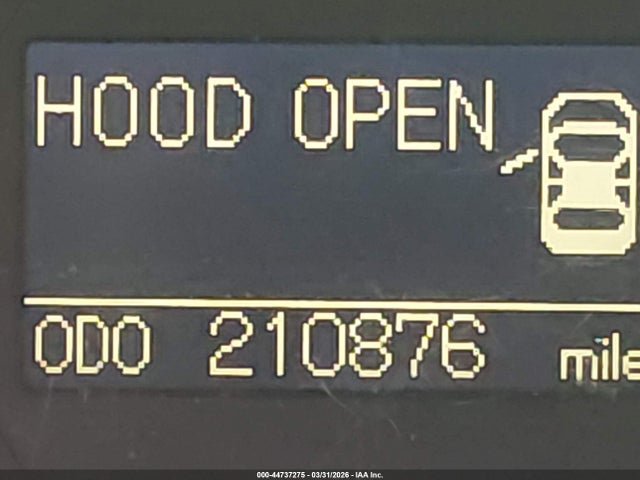 HOOD OPEN
ODO 210876 mile
000-44737275 - 03/31/2026 - IAA Inc.